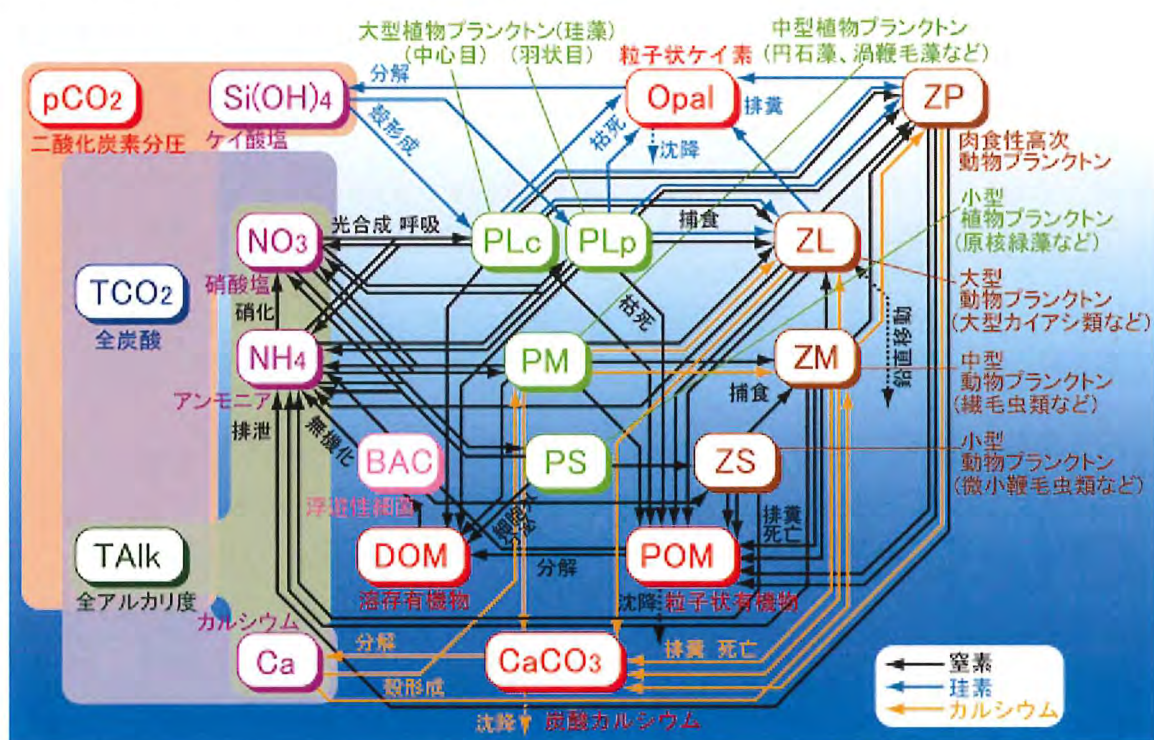 大型植物プランクトン(珪藻)
(中心目) (羽状目)
中型植物プランクトン
(円石藻、渦鞭毛藻など)
粒子状ケイ素
pCO2
二酸化炭素分圧
Si(OH)4
ケイ酸塩
分解
殻形成
Opal
排糞
枯死
沈降
ZP
肉食性高次
動物プランクトン
小型
植物プランクトン
(原核緑藻など)
NO3
硝酸塩
光合成 呼吸
PLc
PLp
捕食
ZL
大型
動物プランクトン
(大型カイアシ類など)
TCO2
全炭酸
硝化
枯死
鉛直移動
NH4
アンモニア
PM
ZM
捕食
中型
動物プランクトン
(繊毛虫類など)
排泄
無機化
BAC
浮遊性細菌
PS
ZS
小型
動物プランクトン
(微小鞭毛虫類など)
排糞
死亡
TAlk
全アルカリ度
DOM
溶存有機物
分解
POM
沈降
粒子状有機物
カルシウム
Ca
分解
殻形成
CaCO3
排糞 死亡
沈降
炭酸カルシウム
窒素
珪素
カルシウム